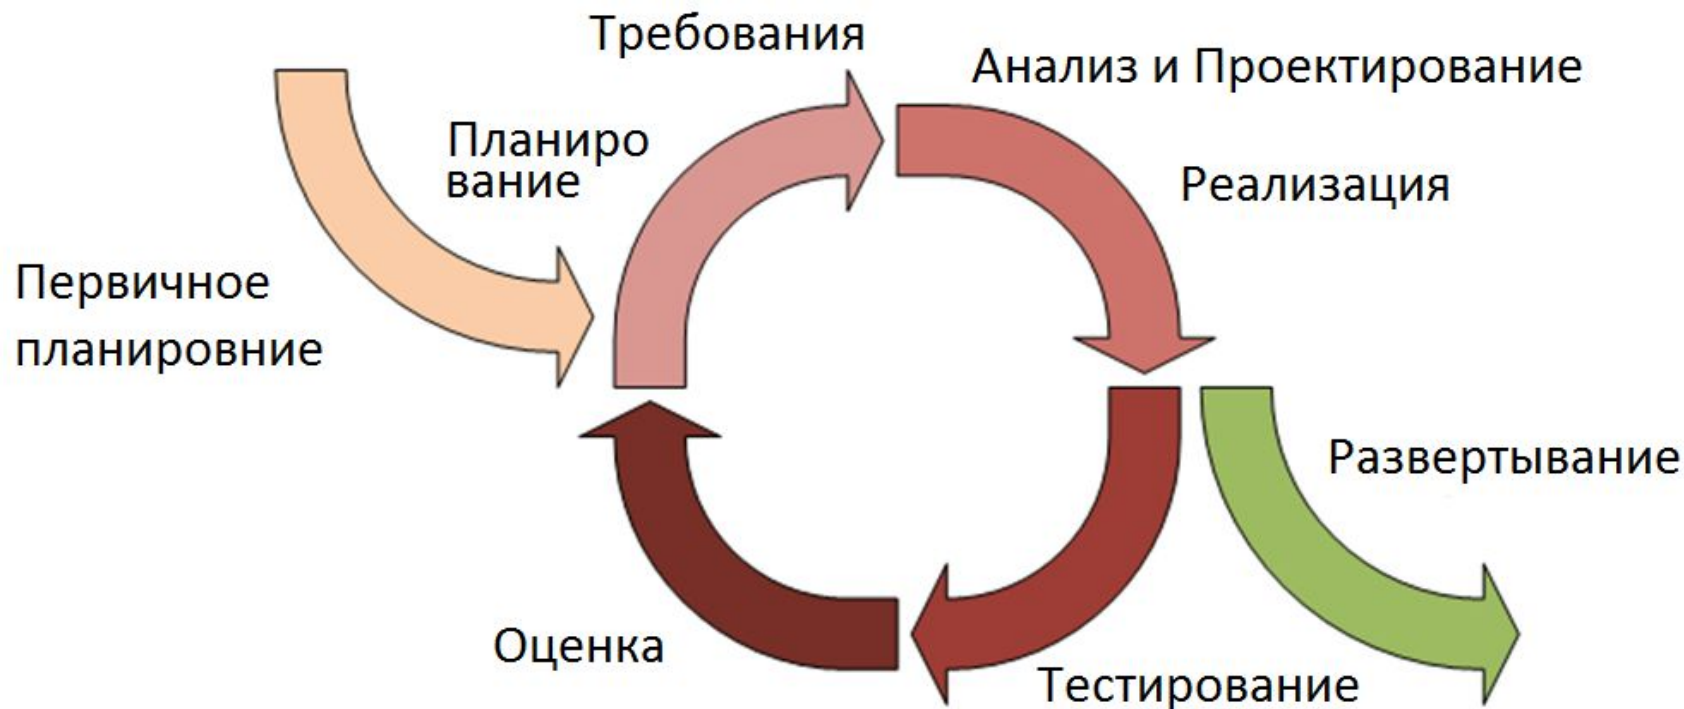 Требования
Анализ и Проектирование
Планиро
вание
Реализация
Первичное
планировние
Развертывание
Оценка
Тестирование